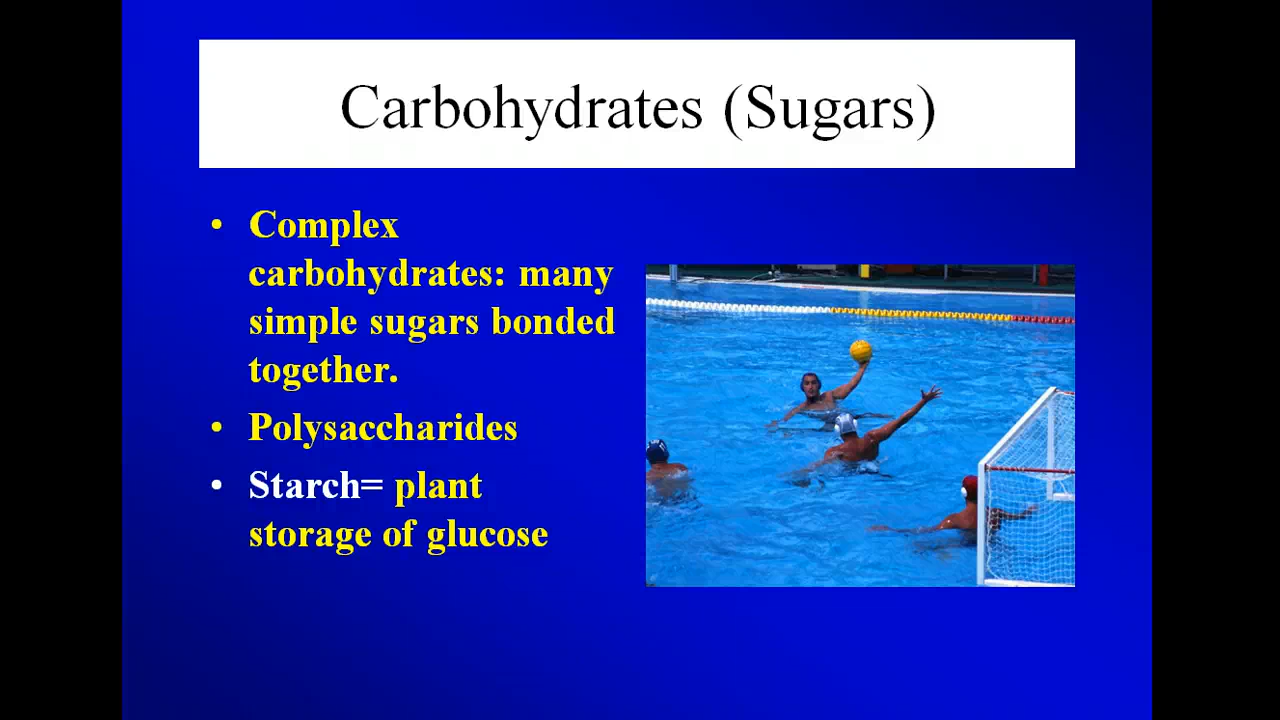 Carbohydrates (Sugars)
• Complex
carbohydrates: many
simple sugars bonded
together.
• Polysaccharides
• Starch= plant
storage of glucose